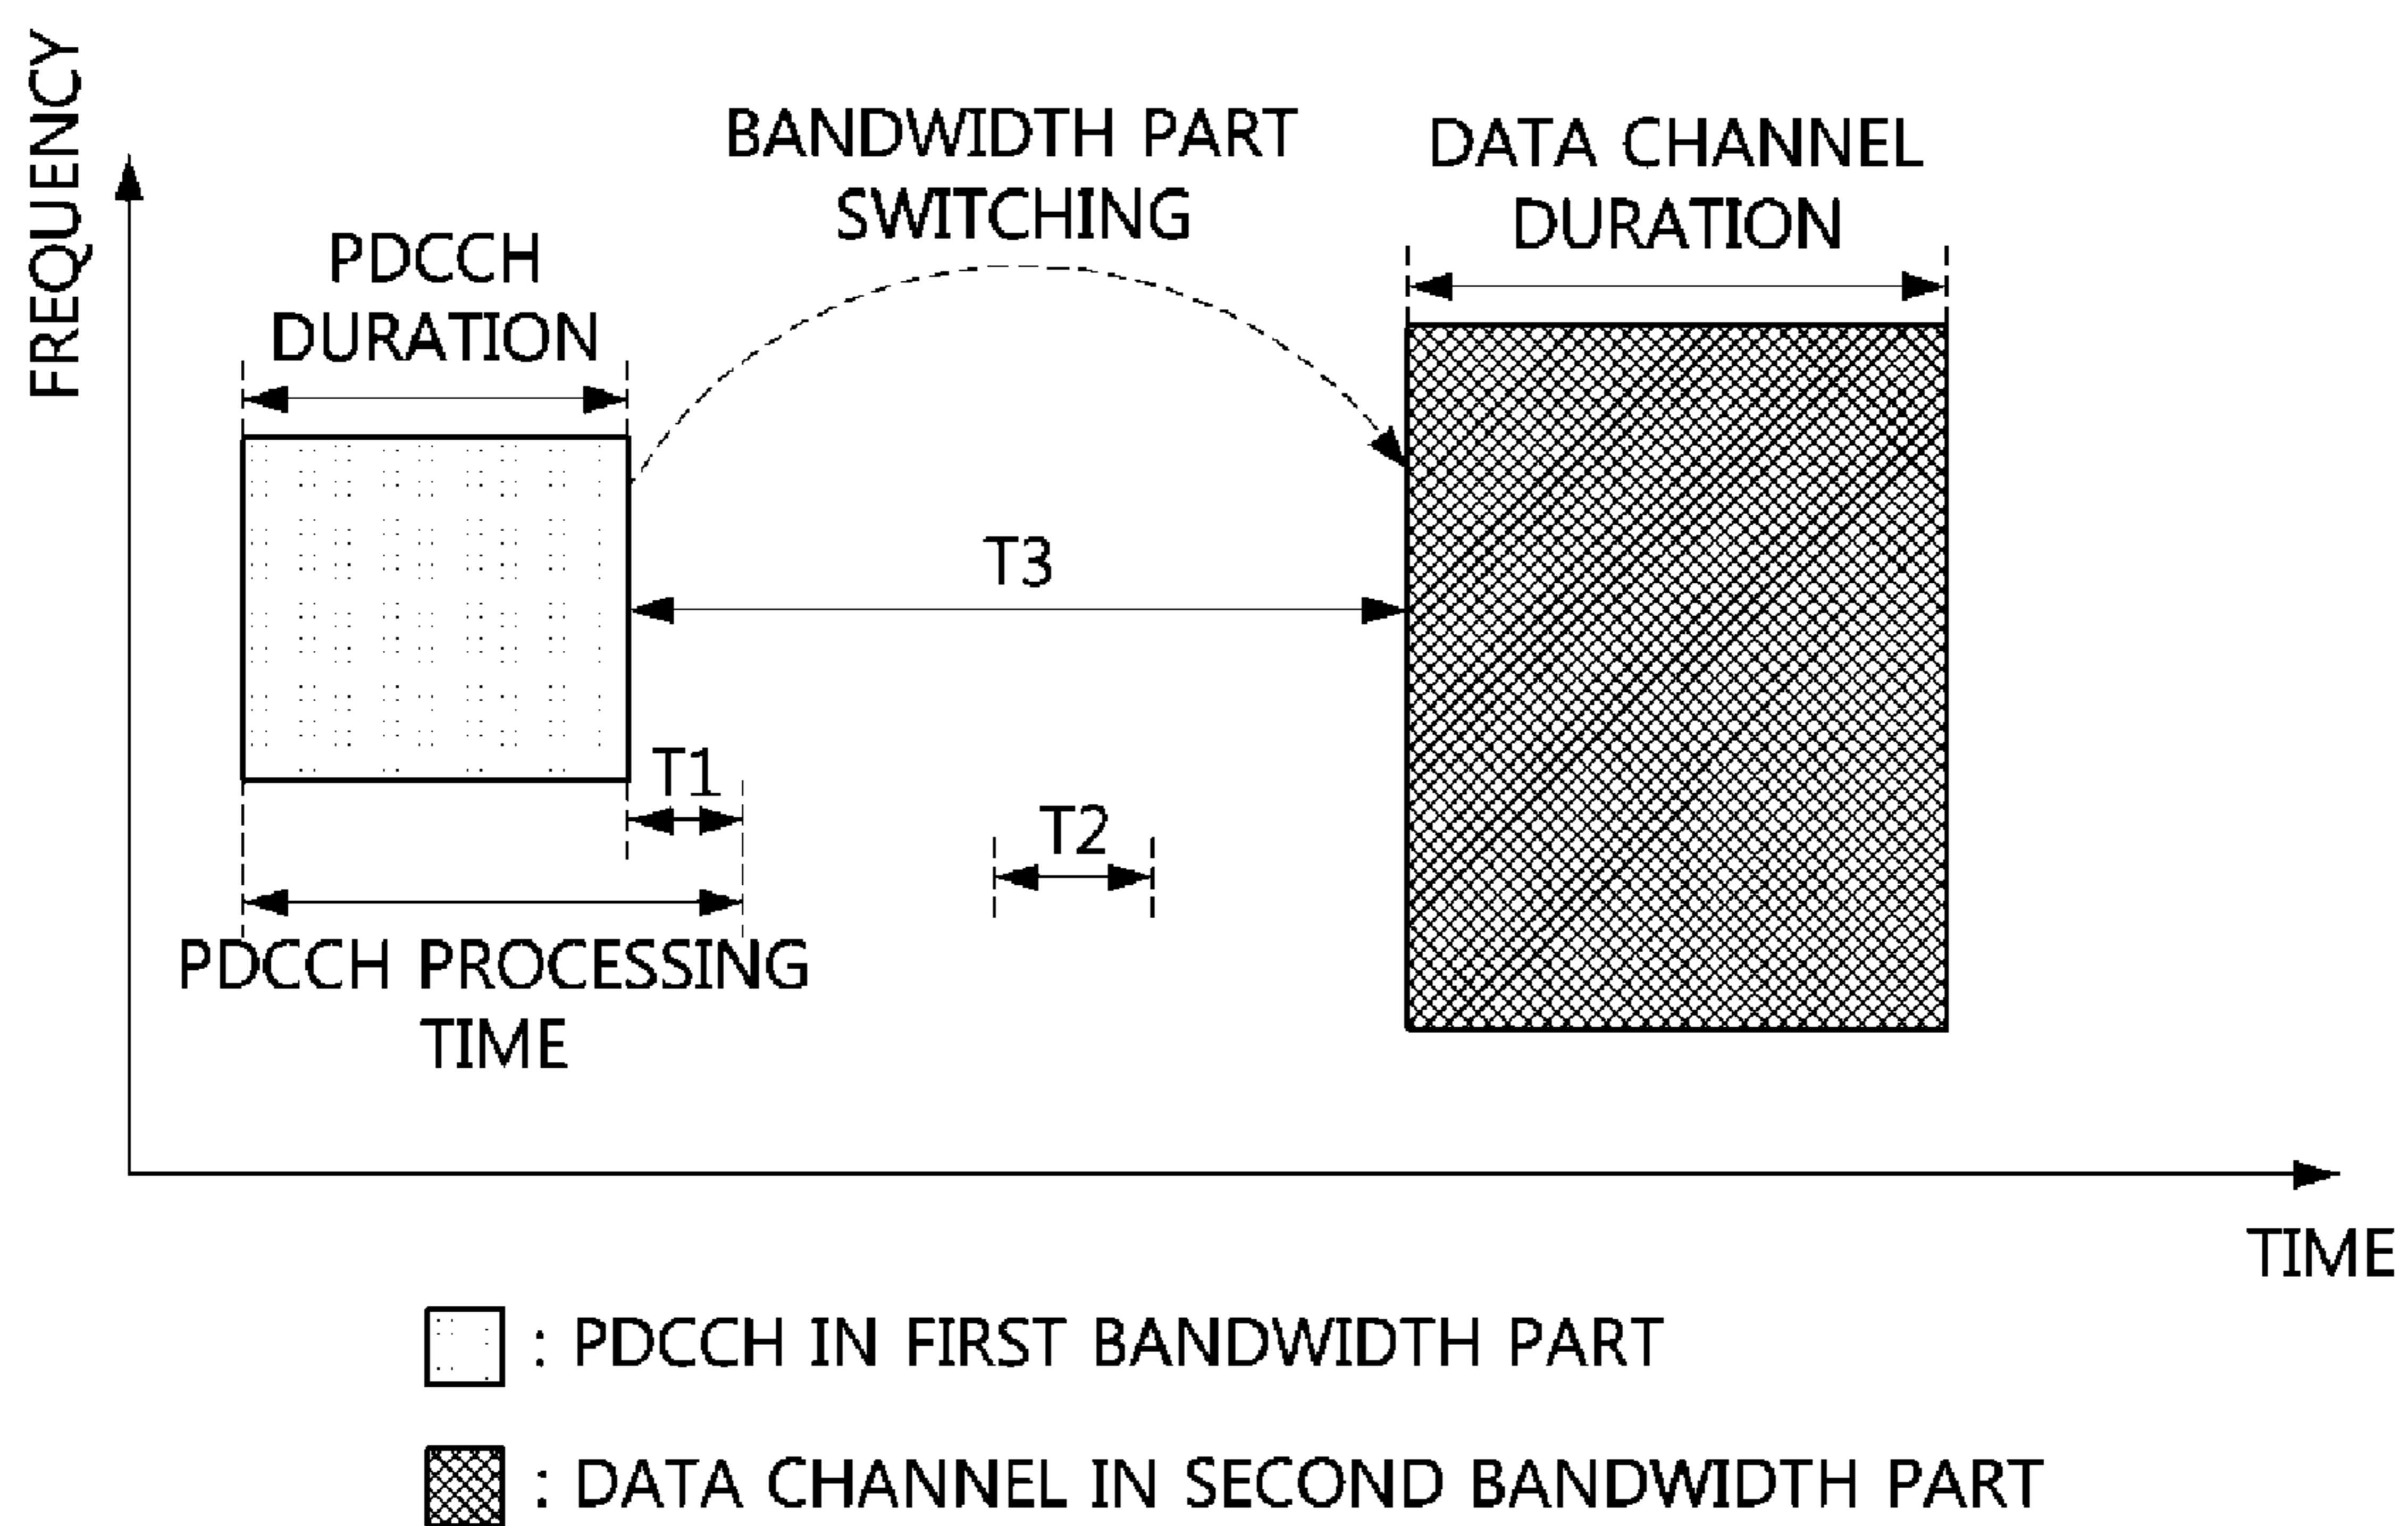 FREQUENCY
BANDWIDTH PART
SWITCHING
DATA CHANNEL
DURATION
PDCCH
DURATION
T3
T1
T2
PDCCH PROCESSING
TIME
TIME
: PDCCH IN FIRST BANDWIDTH PART
: DATA CHANNEL IN SECOND BANDWIDTH PART